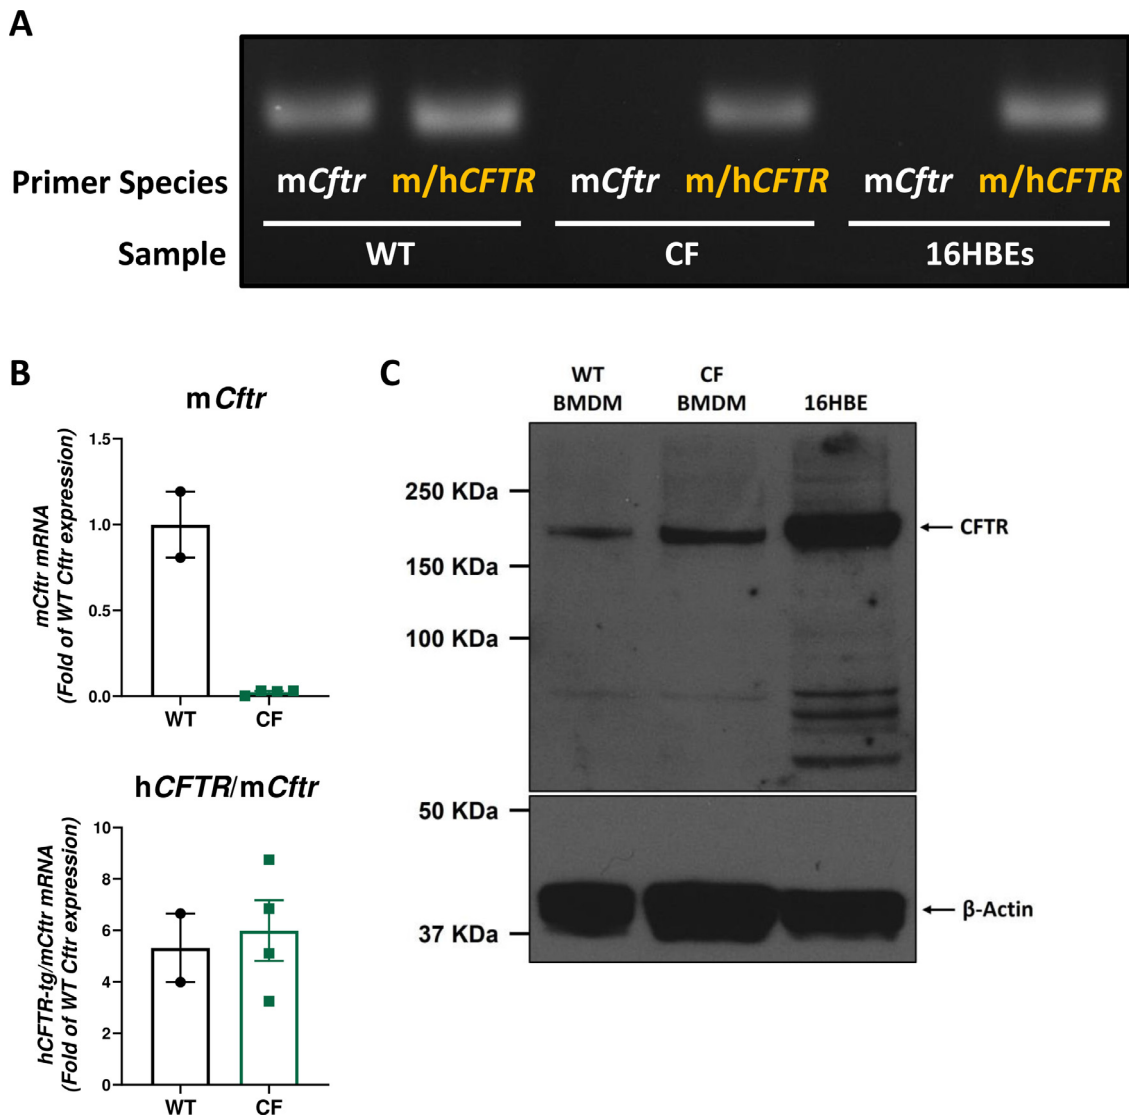 A
Primer Species
mCftr m/hCFTR mCftr m/hCFTR mCftr m/hCFTR
Sample
WT CF 16HBEs
B
mCftr
mCftr mRNA
(Fold of WT Cftr expression)
1.5
1.0
0.5
0.0
WT CF
hCFTR/mCftr
hCFTR-tg/mCftr mRNA
(Fold of WT Cftr expression)
10
8
6
4
2
0
WT CF
C
WT CF
BMDM BMDM 16HBE
250 KDa
CFTR
150 KDa
100 KDa
50 KDa
β-Actin
37 KDa